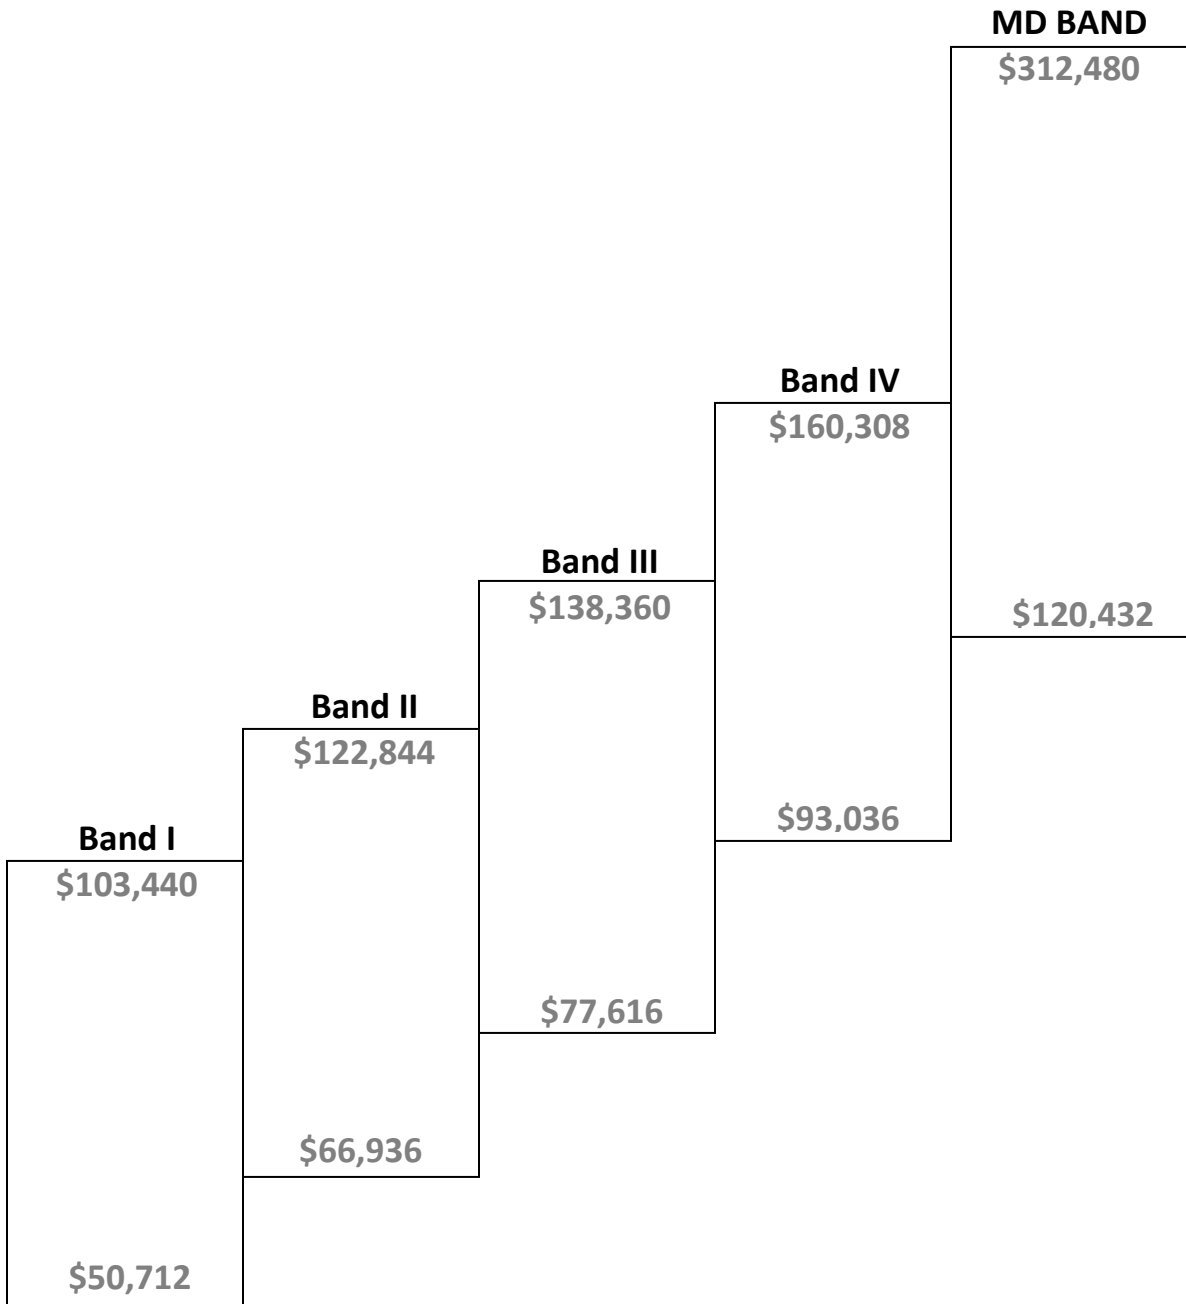 MD BAND
$312,480
Band IV
$160,308
Band III
$138,360
$120,432
Band II
$122,844
$93,036
Band I
$103,440
$77,616
$66,936
$50,712